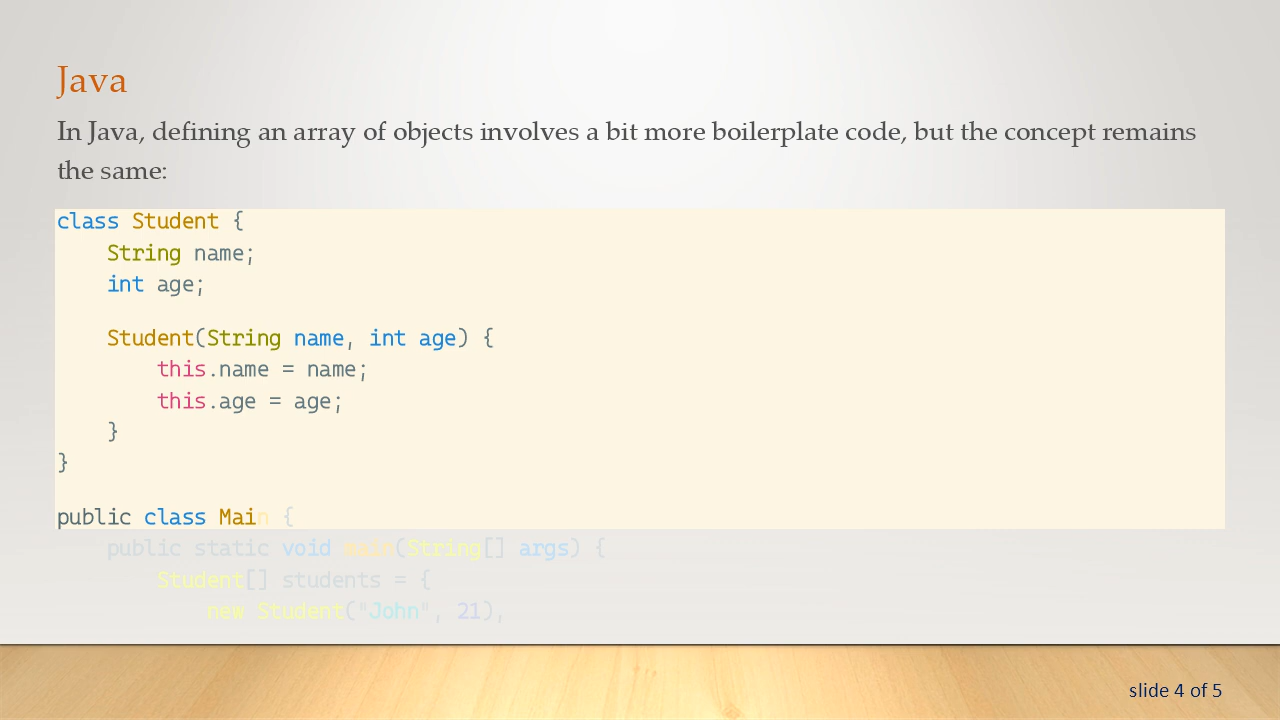 Java
In Java, defining an array of objects involves a bit more boilerplate code, but the concept remains
the same:
class Student {
    String name;
    int age;
    Student(String name, int age) {
        this.name = name;
        this.age = age;
    }
}
public class Main {
    public static void main(String[] args) {
        Student[] students = {
            new Student("John", 21),
slide 4 of 5